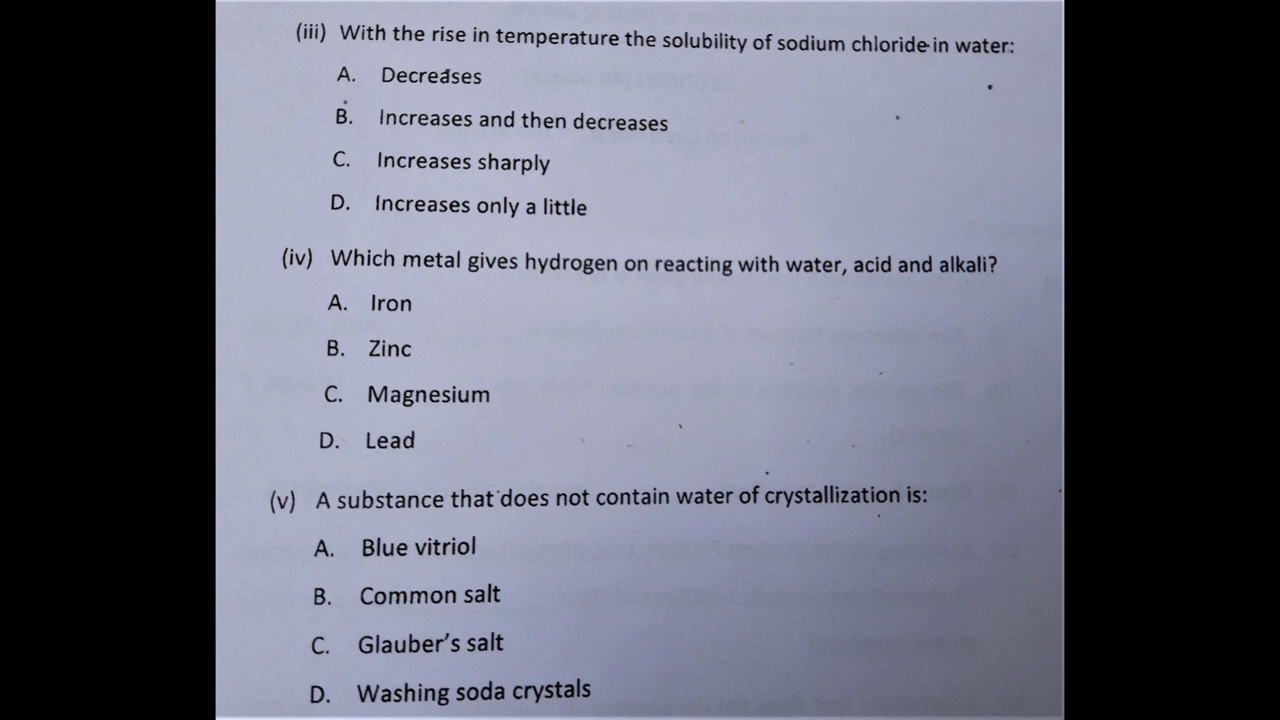 (iii) With the rise in temperature the solubility of sodium chloride in water:
A. Decreases
B. Increases and then decreases
C. Increases sharply
D. Increases only a little
(iv) Which metal gives hydrogen on reacting with water, acid and alkali?
A. Iron
B. Zinc
C. Magnesium
D. Lead
(v) A substance that does not contain water of crystallization is:
A. Blue vitriol
B. Common salt
C. Glauber's salt
D. Washing soda crystals